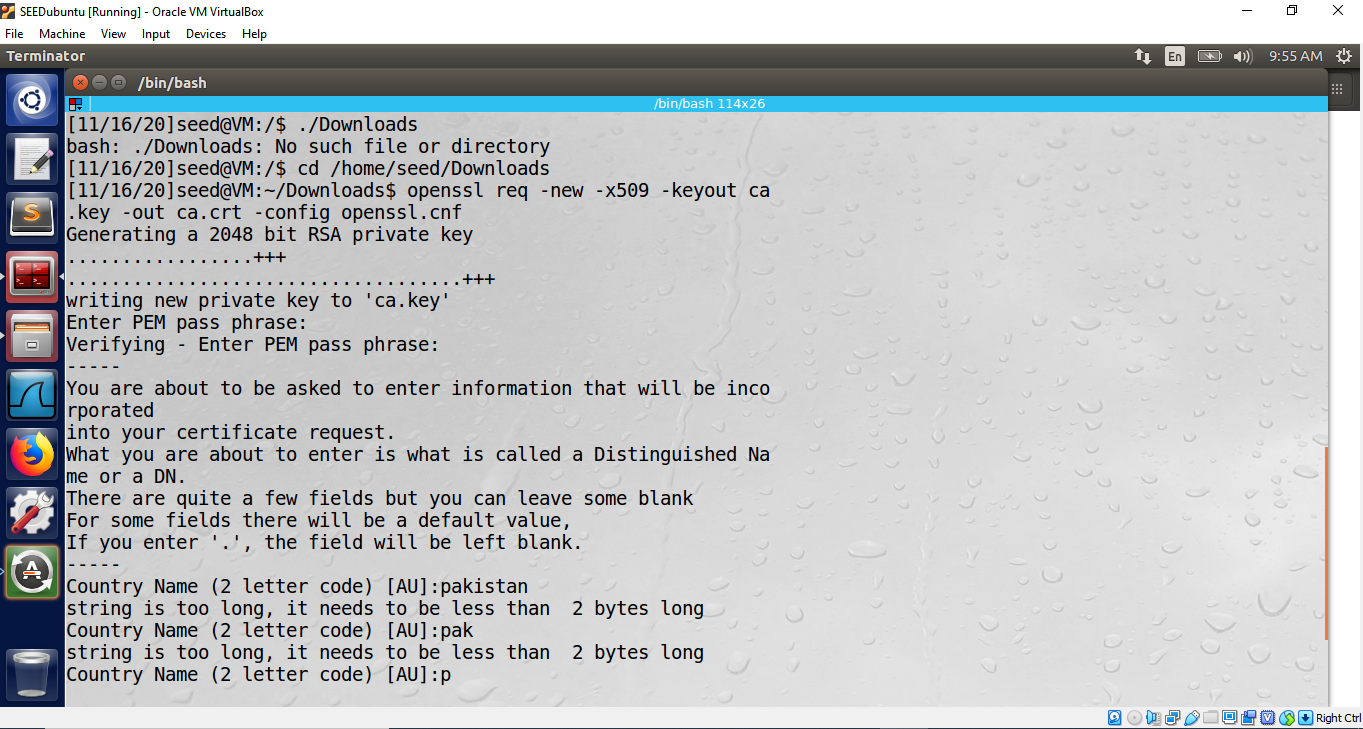 SEEDubuntu [Running] - Oracle VM VirtualBox
File Machine View Input Devices Help
Terminator
En
9:55 AM
/bin/bash
/bin/bash 114x26
[11/16/20]seed@VM:/$ ./Downloads
bash: ./Downloads: No such file or directory
[11/16/20]seed@VM:/$ cd /home/seed/Downloads
[11/16/20]seed@VM:~/Downloads$ openssl req -new -x509 -keyout ca
.key -out ca.crt -config openssl.cnf
Generating a 2048 bit RSA private key
.................+++
....................................+++
writing new private key to 'ca.key'
Enter PEM pass phrase:
Verifying - Enter PEM pass phrase:
-----
You are about to be asked to enter information that will be inco
rporated
into your certificate request.
What you are about to enter is what is called a Distinguished Na
me or a DN.
There are quite a few fields but you can leave some blank
For some fields there will be a default value,
If you enter '.', the field will be left blank.
-----
Country Name (2 letter code) [AU]:pakistan
string is too long, it needs to be less than  2 bytes long
Country Name (2 letter code) [AU]:pak
string is too long, it needs to be less than  2 bytes long
Country Name (2 letter code) [AU]:p
Right Ctrl